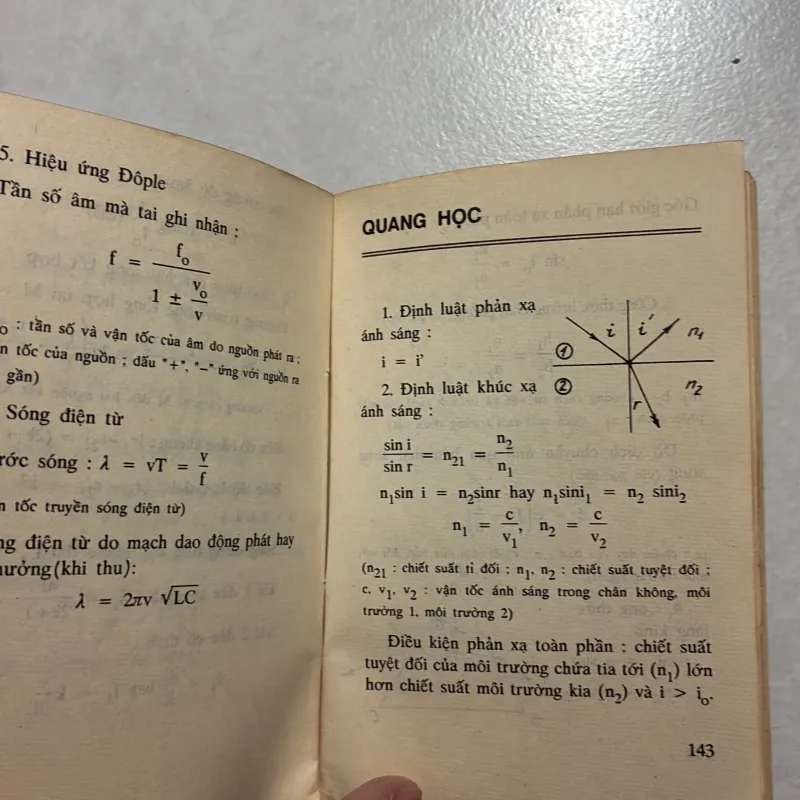 5. Hiệu ứng Đôple
Tần số âm mà tai ghi nhận :
f = f₀ / (1 ± v₀/v)
: tần số và vận tốc của âm do nguồn phát ra ;
tốc của nguồn ; dấu "+", "−" ứng với nguồn ra
gần)
Sóng điện từ
sóng : λ = vT = v/f
tốc truyền sóng điện từ)
điện từ do mạch dao động phát hay
(khi thu):
λ = 2πv √LC
QUANG HỌC
1. Định luật phản xạ
ánh sáng :
i = i'
2. Định luật khúc xạ
ánh sáng :
i i' n₁
①
② n₂
r
sin i / sin r = n₂₁ = n₂ / n₁
n₁sin i = n₂sinr hay n₁sini₁ = n₂ sini₂
n₁ = c/v₁, n₂ = c/v₂
(n₂₁ : chiết suất tỉ đối ; n₁, n₂ : chiết suất tuyệt đối ;
c, v₁, v₂ : vận tốc ánh sáng trong chân không, môi
trường 1, môi trường 2)
Điều kiện phản xạ toàn phần : chiết suất
tuyệt đối của môi trường chứa tia tới (n₁) lớn
hơn chiết suất môi trường kia (n₂) và i > i₀.
143